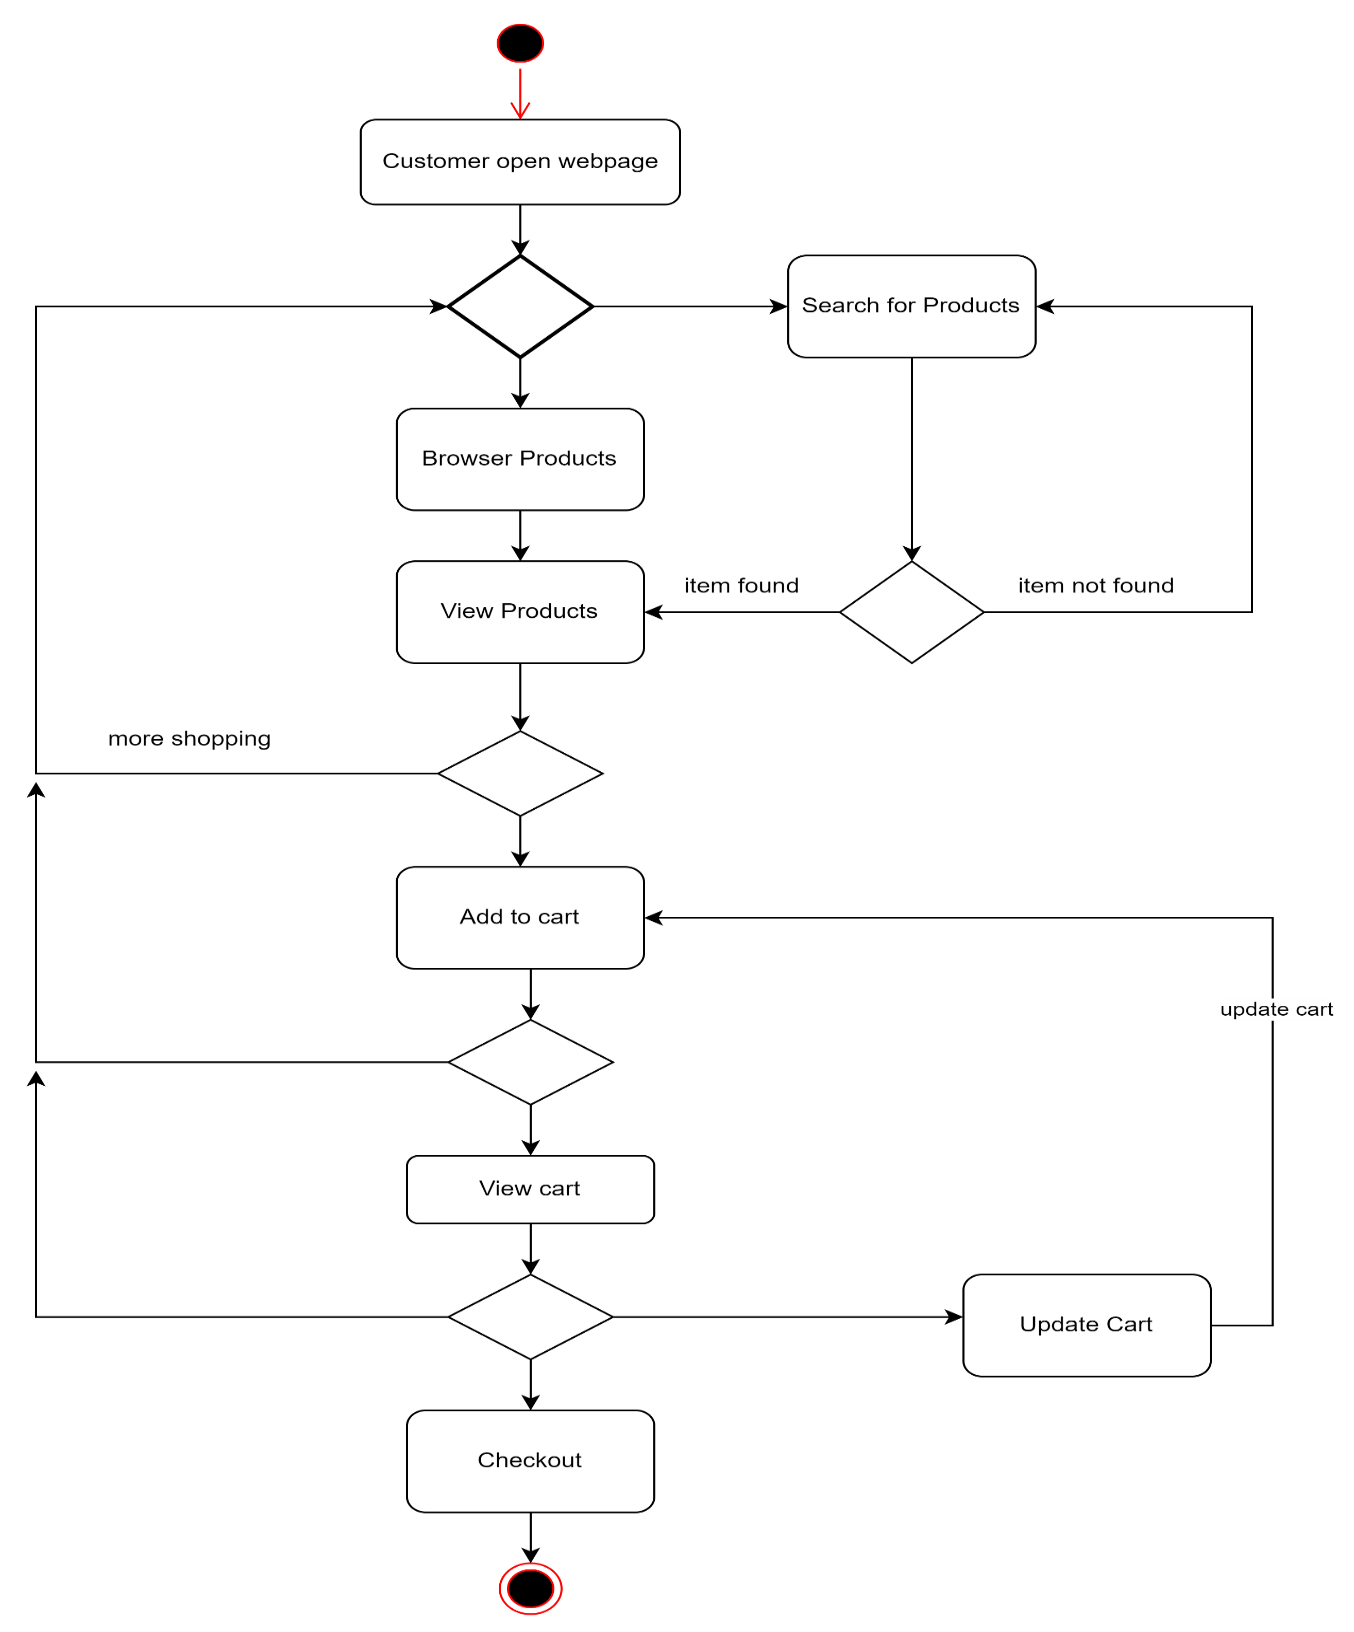 Customer open webpage
Search for Products
Browser Products
item found
item not found
View Products
more shopping
Add to cart
update cart
View cart
Update Cart
Checkout